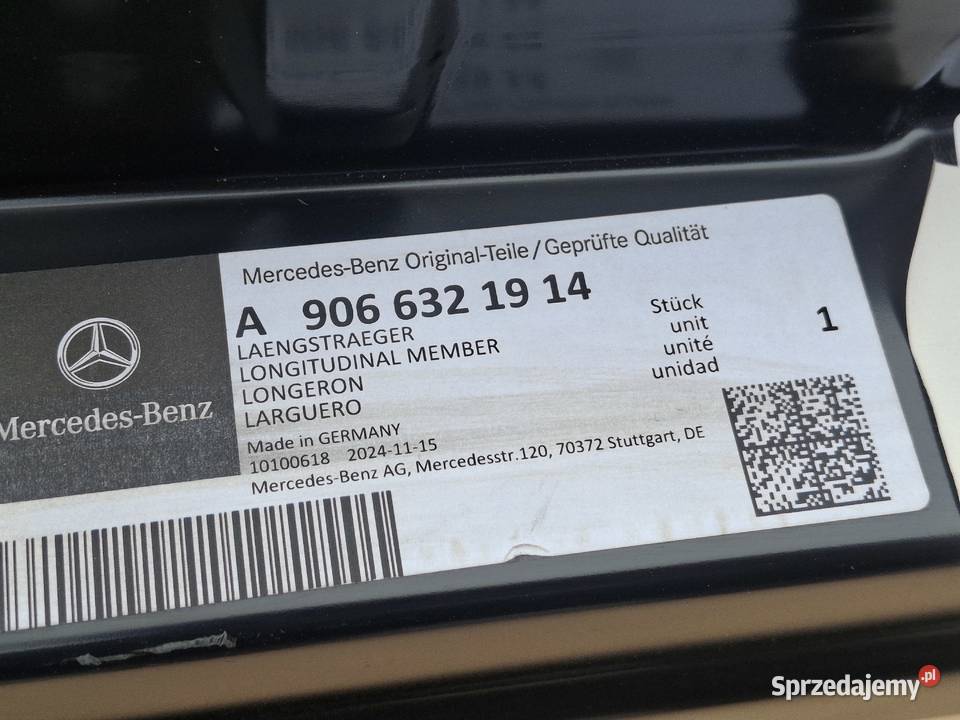 Mercedes-Benz Original-Teile / Geprüfte Qualität
A 906 632 19 14
LAENGSTRAEGER
LONGITUDINAL MEMBER
LONGERON
LARGUERO
Stück
unit
unité
unidad
1
Made in GERMANY
10100618 2024-11-15
Mercedes-Benz AG, Mercedesstr.120, 70372 Stuttgart, DE
Mercedes-Benz
Sprzedajemy.pl